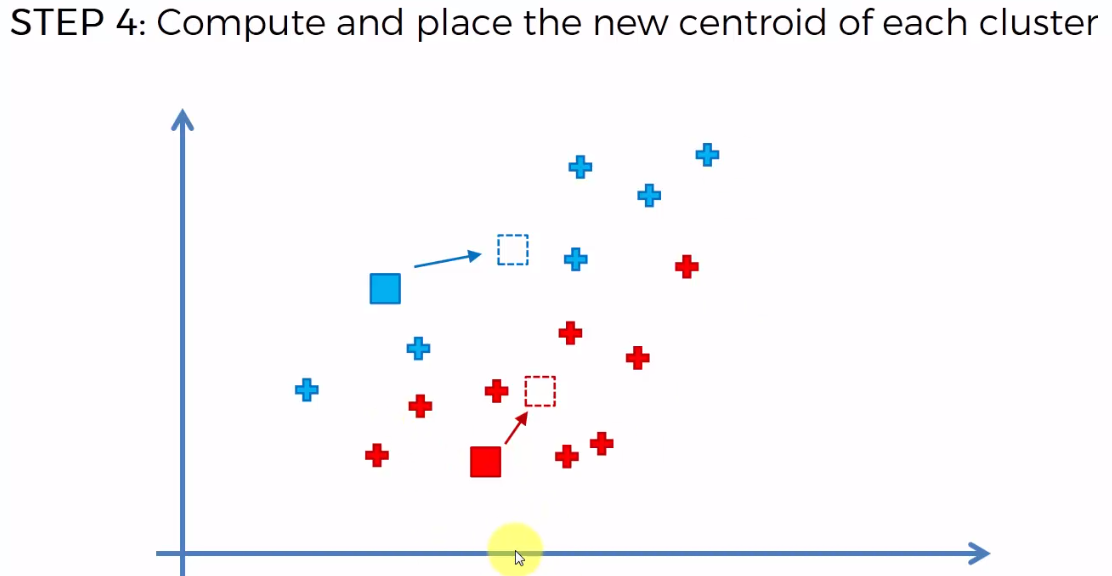 STEP 4: Compute and place the new centroid of each cluster